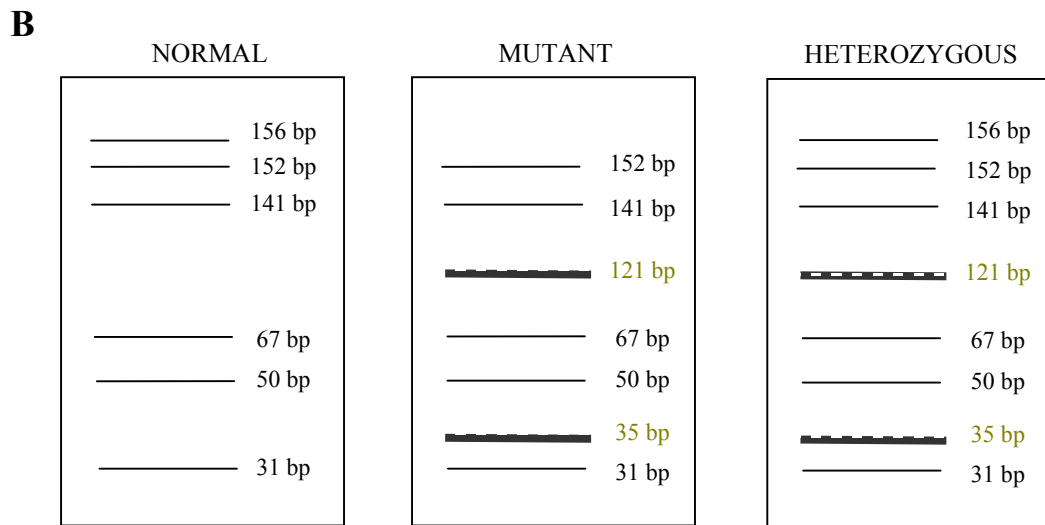 B
NORMAL
156 bp
152 bp
141 bp
67 bp
50 bp
31 bp
MUTANT
152 bp
141 bp
121 bp
67 bp
50 bp
35 bp
31 bp
HETEROZYGOUS
156 bp
152 bp
141 bp
121 bp
67 bp
50 bp
35 bp
31 bp